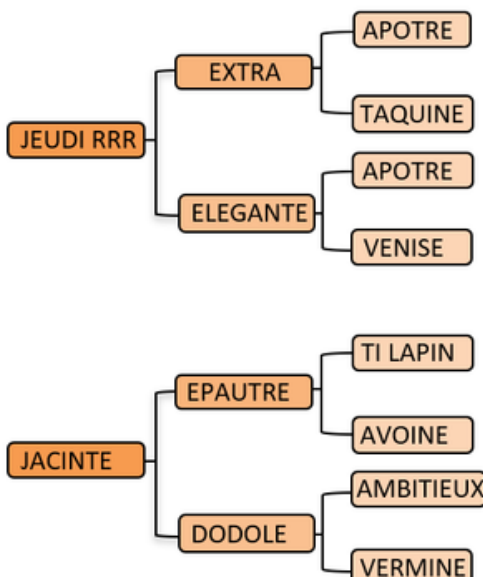 APOTRE
EXTRA
TAQUINE
JEUDI RRR
APOTRE
ELEGANTE
VENISE
TI LAPIN
EPAUTRE
AVOINE
JACINTE
AMBITIEUX
DODOLE
VERMINE